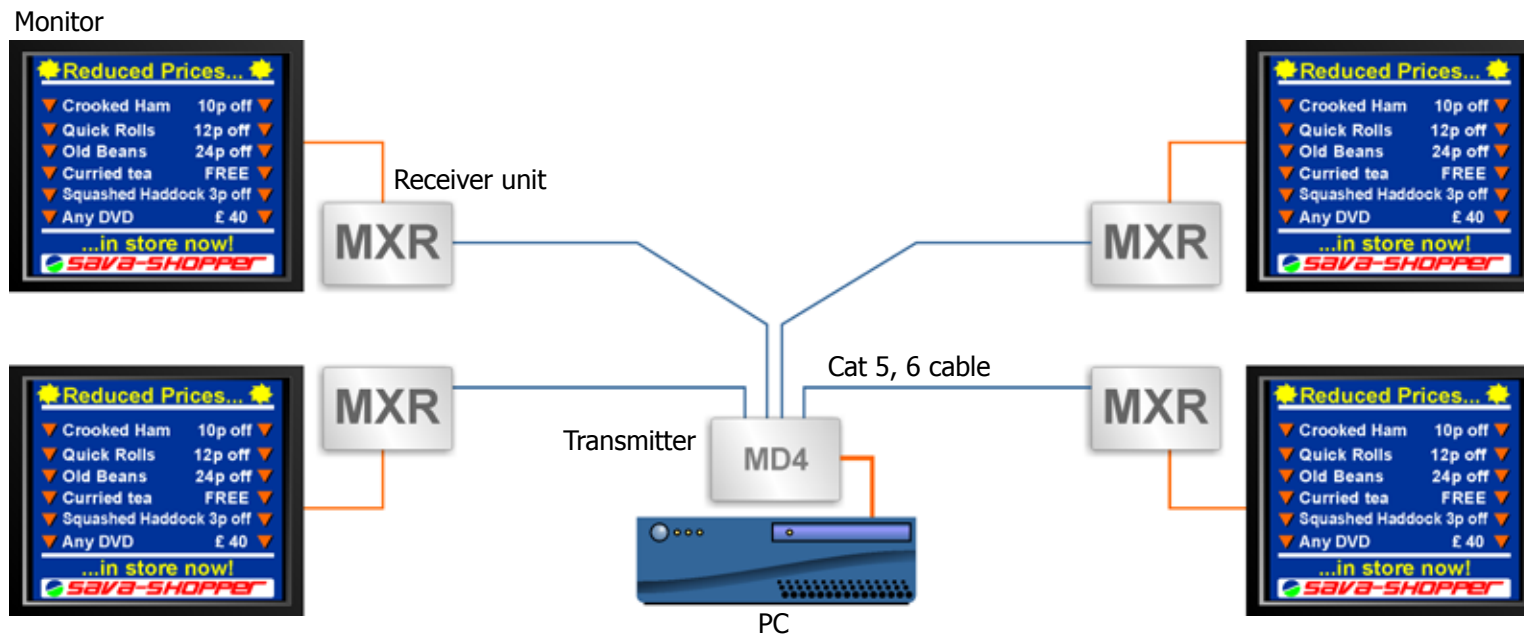 Monitor
Reduced Prices...
Crooked Ham 10p off
Quick Rolls 12p off
Old Beans 24p off
Curried tea FREE
Squashed Haddock 3p off
Any DVD £ 40
...in store now!
sava-shopper
Receiver unit
MXR
MXR
Reduced Prices...
Crooked Ham 10p off
Quick Rolls 12p off
Old Beans 24p off
Curried tea FREE
Squashed Haddock 3p off
Any DVD £ 40
...in store now!
sava-shopper
Reduced Prices...
Crooked Ham 10p off
Quick Rolls 12p off
Old Beans 24p off
Curried tea FREE
Squashed Haddock 3p off
Any DVD £ 40
...in store now!
sava-shopper
MXR
Transmitter
MD4
Cat 5, 6 cable
MXR
Reduced Prices...
Crooked Ham 10p off
Quick Rolls 12p off
Old Beans 24p off
Curried tea FREE
Squashed Haddock 3p off
Any DVD £ 40
...in store now!
sava-shopper
PC